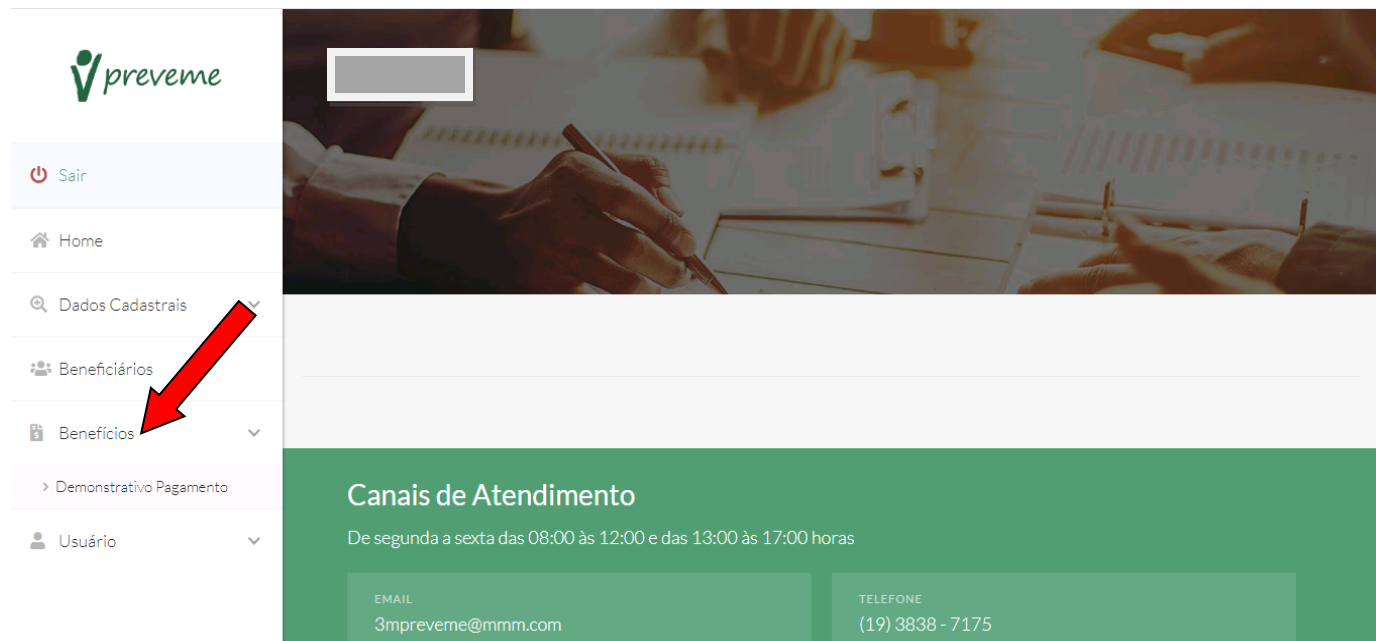 preveme
Sair
Home
Dados Cadastrais
Beneficiários
Benefícios
Demonstrativo Pagamento
Usuário
Canais de Atendimento
De segunda a sexta das 08:00 às 12:00 e das 13:00 às 17:00 horas
EMAIL
3mpreveme@mmm.com
TELEFONE
(19) 3838 - 7175